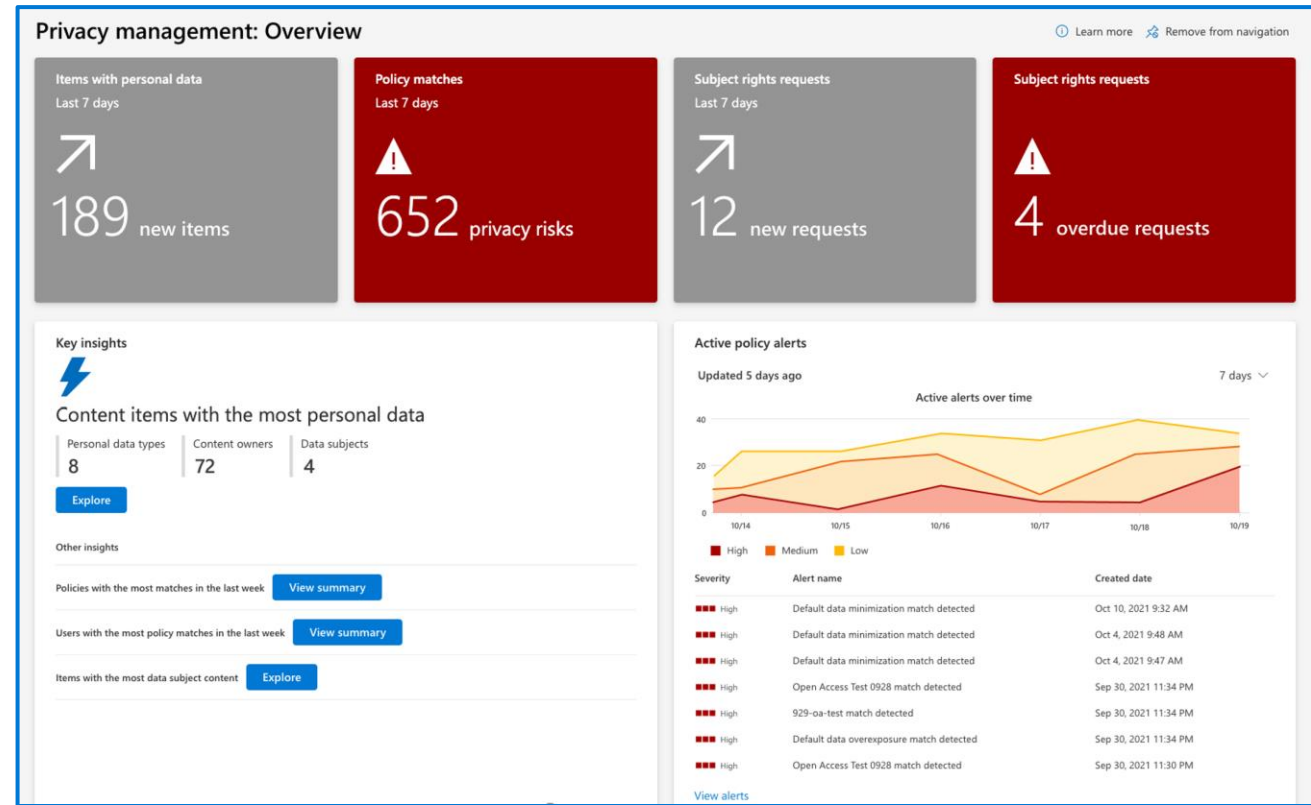 Privacy management: Overview
Learn more Remove from navigation
Items with personal data
Last 7 days
189 new items
Policy matches
Last 7 days
652 privacy risks
Subject rights requests
Last 7 days
12 new requests
Subject rights requests
4 overdue requests
Key insights
Content items with the most personal data
Personal data types Content owners Data subjects
8 72 4
Explore
Other insights
Policies with the most matches in the last week View summary
Users with the most policy matches in the last week View summary
Items with the most data subject content Explore
Active policy alerts
Updated 5 days ago 7 days
Active alerts over time
40
20
0
10/14 10/15 10/16 10/17 10/18 10/19
High Medium Low
Severity Alert name Created date
High Default data minimization match detected Oct 10, 2021 9:32 AM
High Default data minimization match detected Oct 4, 2021 9:48 AM
High Default data minimization match detected Oct 4, 2021 9:47 AM
High Open Access Test 0928 match detected Sep 30, 2021 11:34 PM
High 929-oa-test match detected Sep 30, 2021 11:34 PM
High Default data overexposure match detected Sep 30, 2021 11:34 PM
High Open Access Test 0928 match detected Sep 30, 2021 11:30 PM
View alerts